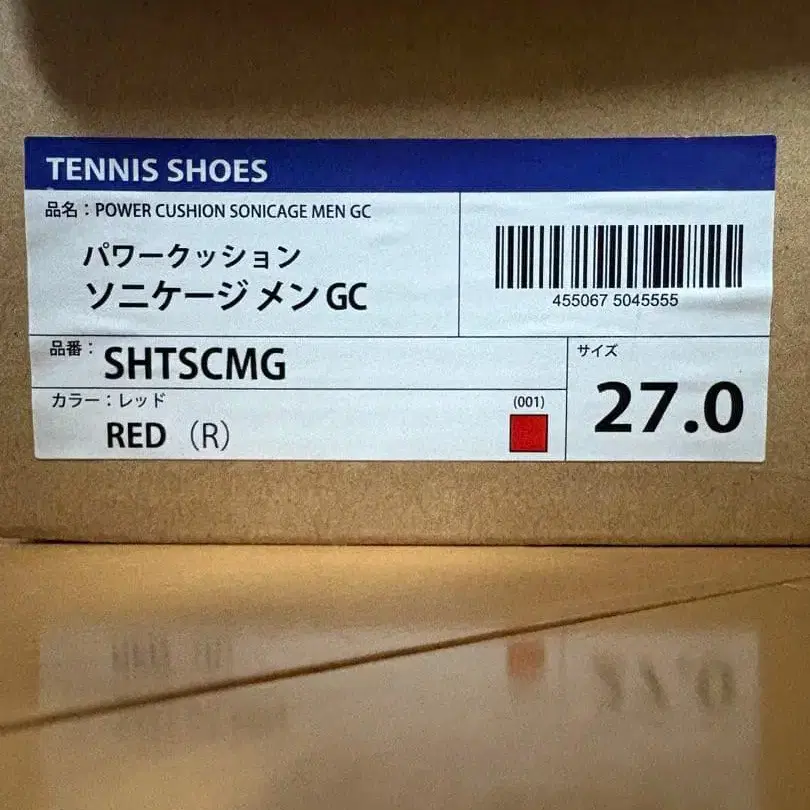 TENNIS SHOES
品名：POWER CUSHION SONICAGE MEN GC
パワークッション
ソニケージ メン GC
455067 5045555
品番：
SHTSCMG
カラー：レッド
(001)
RED（R）
サイズ
27.0